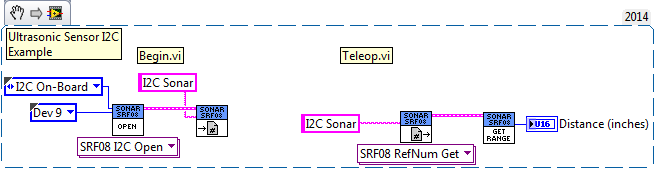 2014
Ultrasonic Sensor I2C
Example
Begin.vi
Teleop.vi
I2C On-Board
I2C Sonar
Dev 9
SONAR
SRF08
OPEN
SONAR
SRF08
#
SRF08 I2C Open
I2C Sonar
SONAR
SRF08
#
SRF08 RefNum Get
SONAR
SRF08
GET
RANGE
U16
Distance (inches)